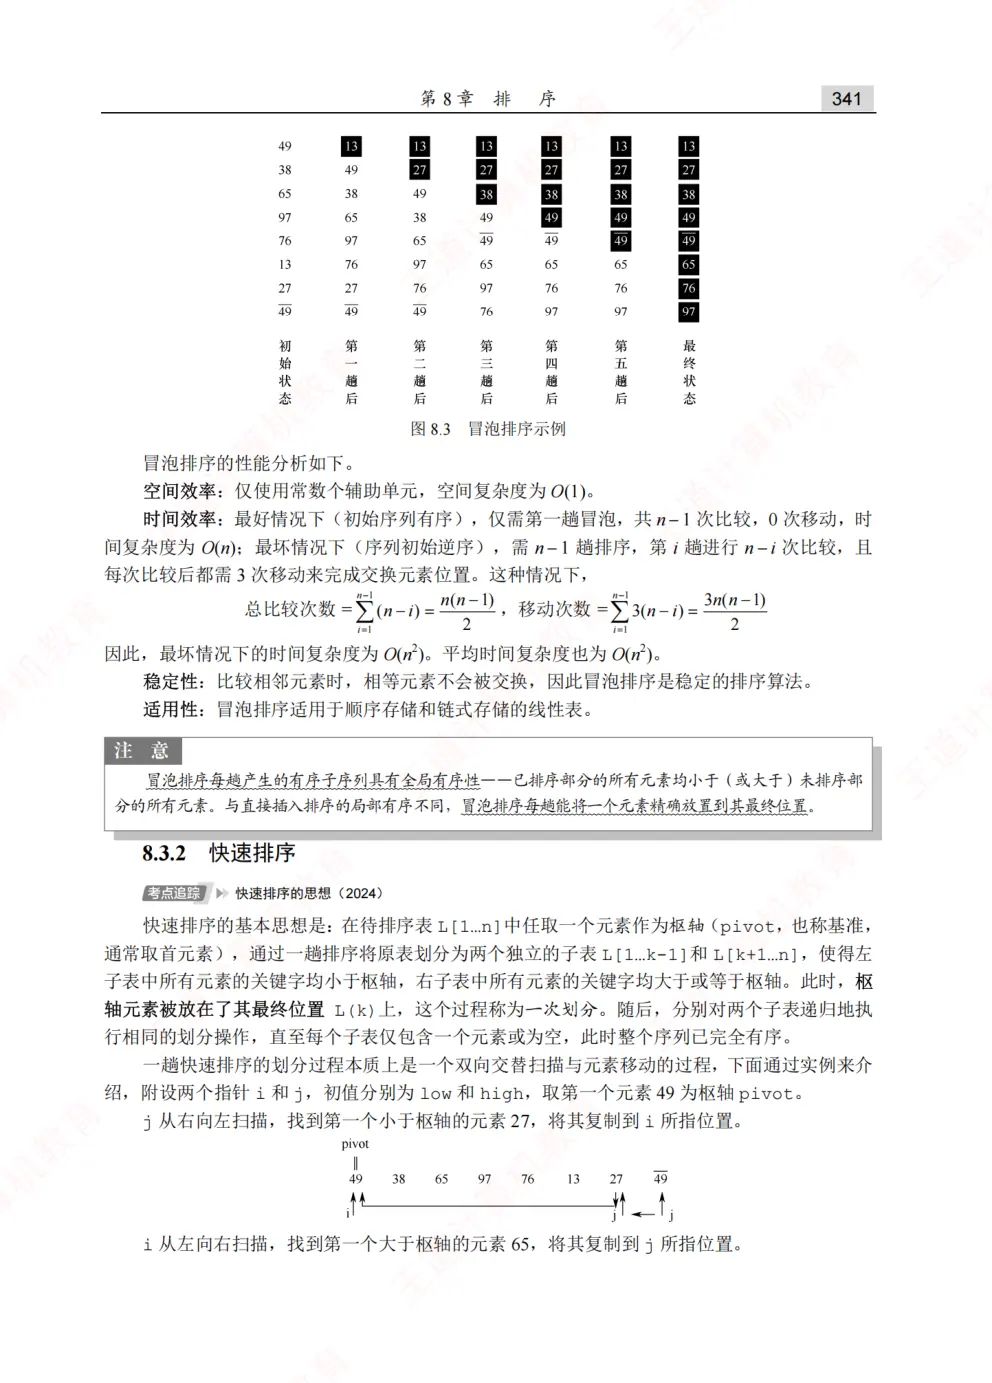 第 8 章 排 序
341
49 13 13 13 13 13 13
38 49 27 27 27 27 27
65 38 49 38 38 38 38
97 65 38 49 49 49 49
76 97 65 4̅9̅ 4̅9̅ 4̅9̅ 4̅9̅
13 76 97 65 65 65 65
27 27 76 97 76 76 76
4̅9̅ 4̅9̅ 4̅9̅ 76 97 97 97
初始状态 第一趟后 第二趟后 第三趟后 第四趟后 第五趟后 最终状态
图 8.3 冒泡排序示例
冒泡排序的性能分析如下。
空间效率：仅使用常数个辅助单元，空间复杂度为 O(1)。
时间效率：最好情况下（初始序列有序），仅需第一趟冒泡，共 n − 1 次比较，0 次移动，时
间复杂度为 O(n)；最坏情况下（序列初始逆序），需 n − 1 趟排序，第 i 趟进行 n − i 次比较，且
每次比较后都需 3 次移动来完成交换元素位置。这种情况下，
总比较次数 = ∑_{i=1}^{n−1} (n − i) = n(n − 1)/2，移动次数 = ∑_{i=1}^{n−1} 3(n − i) = 3n(n − 1)/2
因此，最坏情况下的时间复杂度为 O(n²)。平均时间复杂度也为 O(n²)。
稳定性：比较相邻元素时，相等元素不会被交换，因此冒泡排序是稳定的排序算法。
适用性：冒泡排序适用于顺序存储和链式存储的线性表。
注 意
冒泡排序每趟产生的有序子序列具有全局有序性——已排序部分的所有元素均小于（或大于）未排序部
分的所有元素。与直接插入排序的局部有序不同，冒泡排序每趟能将一个元素精确放置到其最终位置。
8.3.2 快速排序
考点追踪 快速排序的思想（2024）
快速排序的基本思想是：在待排序表 L[1…n]中任取一个元素作为枢轴（pivot，也称基准，
通常取首元素），通过一趟排序将原表划分为两个独立的子表 L[1…k-1]和 L[k+1…n]，使得左
子表中所有元素的关键字均小于枢轴，右子表中所有元素的关键字均大于或等于枢轴。此时，枢
轴元素被放在了其最终位置 L(k)上，这个过程称为一次划分。随后，分别对两个子表递归地执
行相同的划分操作，直至每个子表仅包含一个元素或为空，此时整个序列已完全有序。
一趟快速排序的划分过程本质上是一个双向交替扫描与元素移动的过程，下面通过实例来介
绍，附设两个指针 i 和 j，初值分别为 low 和 high，取第一个元素 49 为枢轴 pivot。
j 从右向左扫描，找到第一个小于枢轴的元素 27，将其复制到 i 所指位置。
pivot
49 38 65 97 76 13 27 4̅9̅
i j j
i 从左向右扫描，找到第一个大于枢轴的元素 65，将其复制到 j 所指位置。